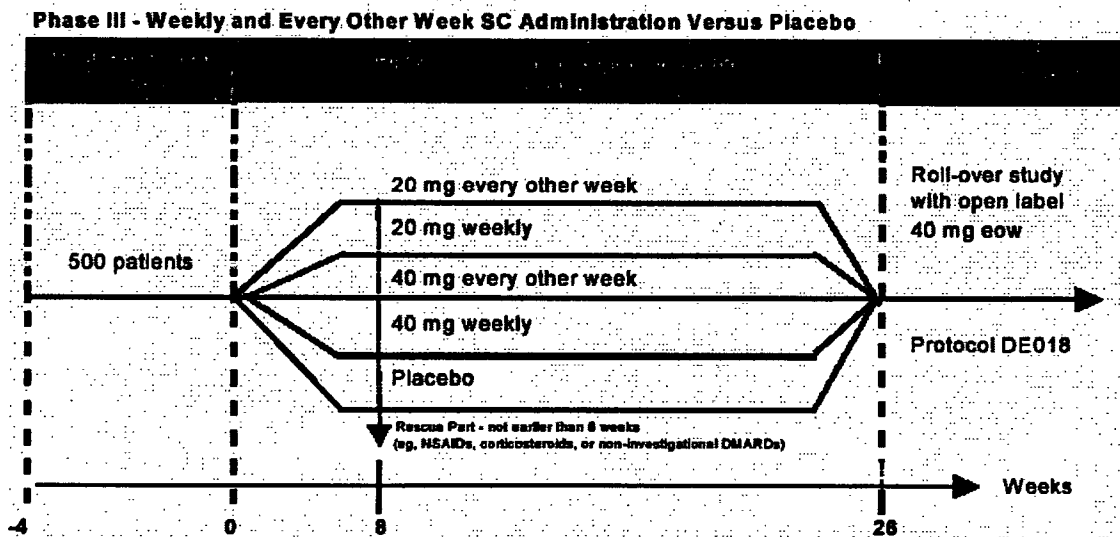 Phase III - Weekly and Every Other Week SC Administration Versus Placebo
20 mg every other week
20 mg weekly
500 patients
40 mg every other week
40 mg weekly
Placebo
Roll-over study
with open label
40 mg eow
Protocol DE018
Rescue Part - not earlier than 8 weeks
(eg, NSAIDs, corticosteroids, or non-investigational DMARDs)
Weeks
-4 0 8 26